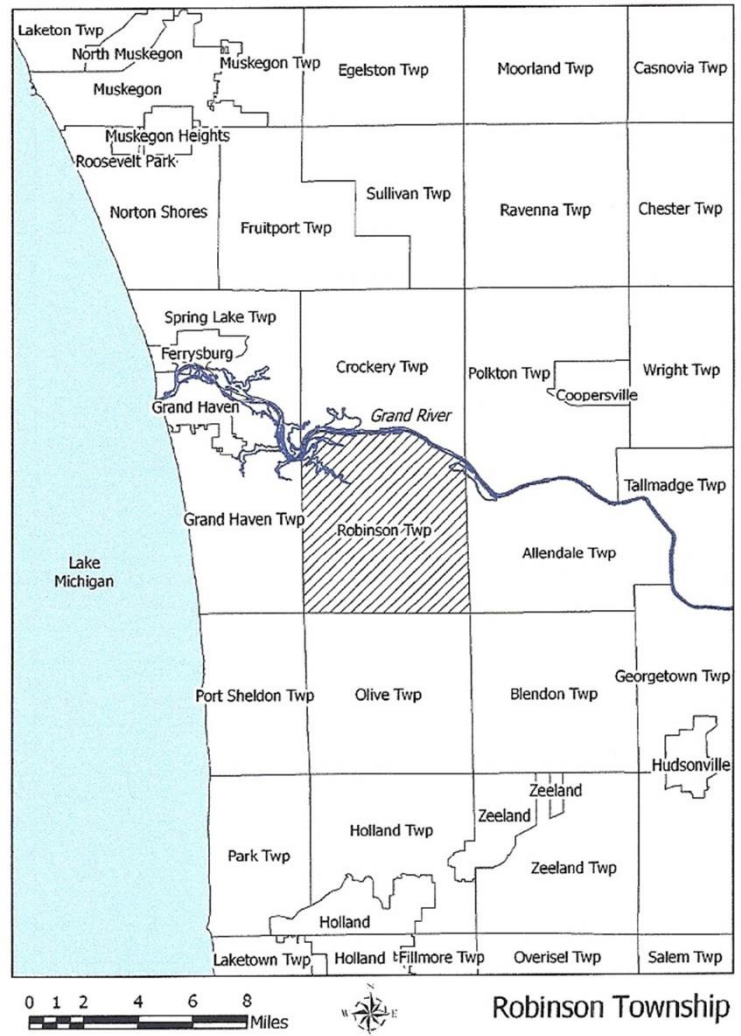 Laketon Twp
North Muskegon
Muskegon Twp
Egelston Twp
Moorland Twp
Casnovia Twp
Muskegon
Muskegon Heights
Roosevelt Park
Norton Shores
Fruitport Twp
Sullivan Twp
Ravenna Twp
Chester Twp
Spring Lake Twp
Ferrysburg
Crockery Twp
Polkton Twp
Coopersville
Wright Twp
Grand Haven
Grand River
Tallmadge Twp
Grand Haven Twp
Robinson Twp
Allendale Twp
Lake
Michigan
Port Sheldon Twp
Olive Twp
Blendon Twp
Georgetown Twp
Hudsonville
Zeeland
Zeeland
Holland Twp
Park Twp
Zeeland Twp
Holland
Laketown Twp
Holland
Fillmore Twp
Overisel Twp
Salem Twp
0 1 2 4 6 8
Miles
N
W E
S
Robinson Township